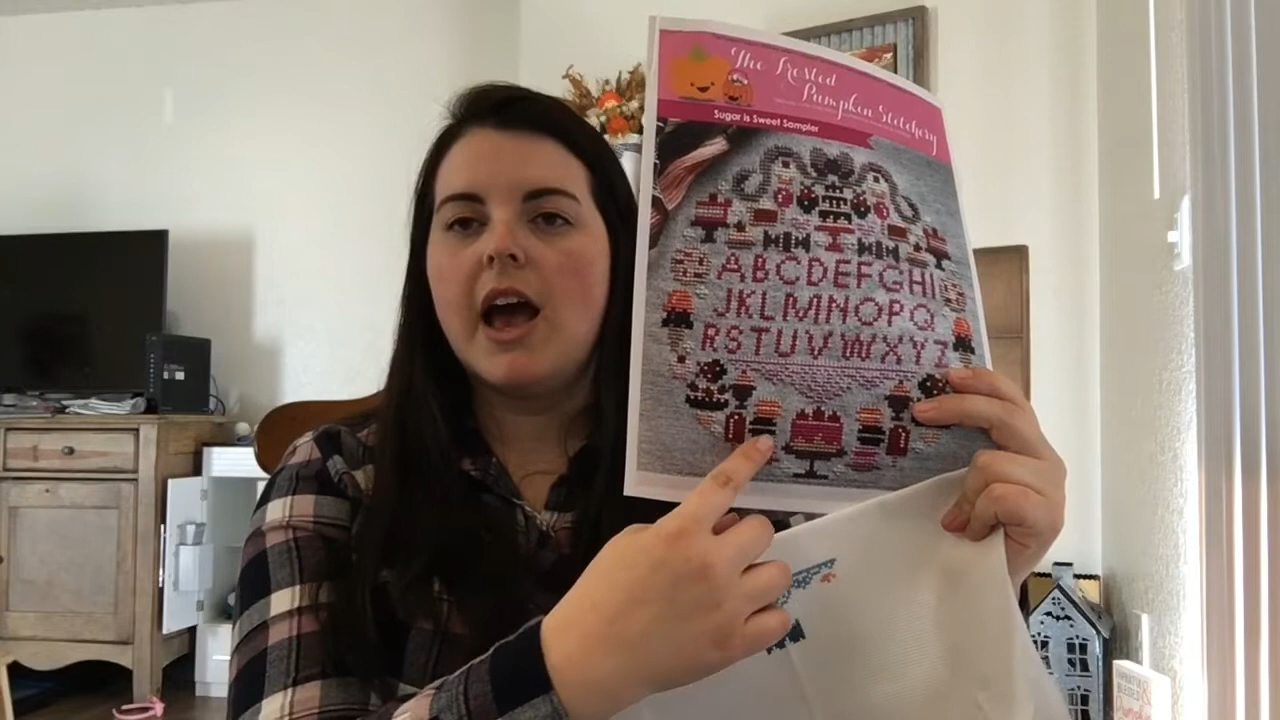 The Frosted
Pumpkin Stitchery
Sugar is Sweet Sampler
ABCDEFGHI
JKLMNOPQ
RSTUVWXYZ